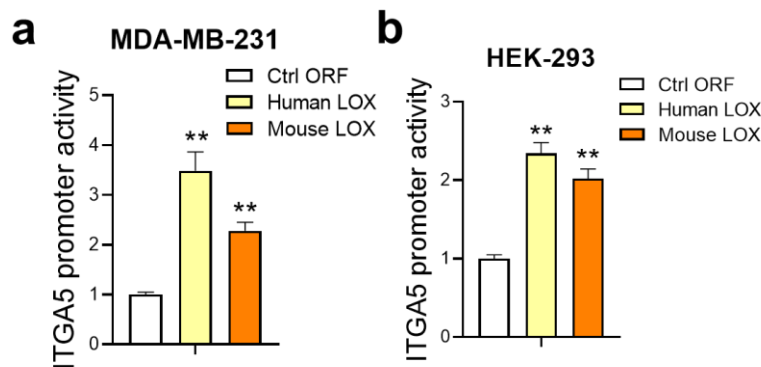 a
MDA-MB-231
Ctrl ORF
Human LOX
Mouse LOX
ITGA5 promoter activity
5
4
3
2
1
0
**
**
b
HEK-293
Ctrl ORF
Human LOX
Mouse LOX
ITGA5 promoter activity
3
2
1
0
**
**